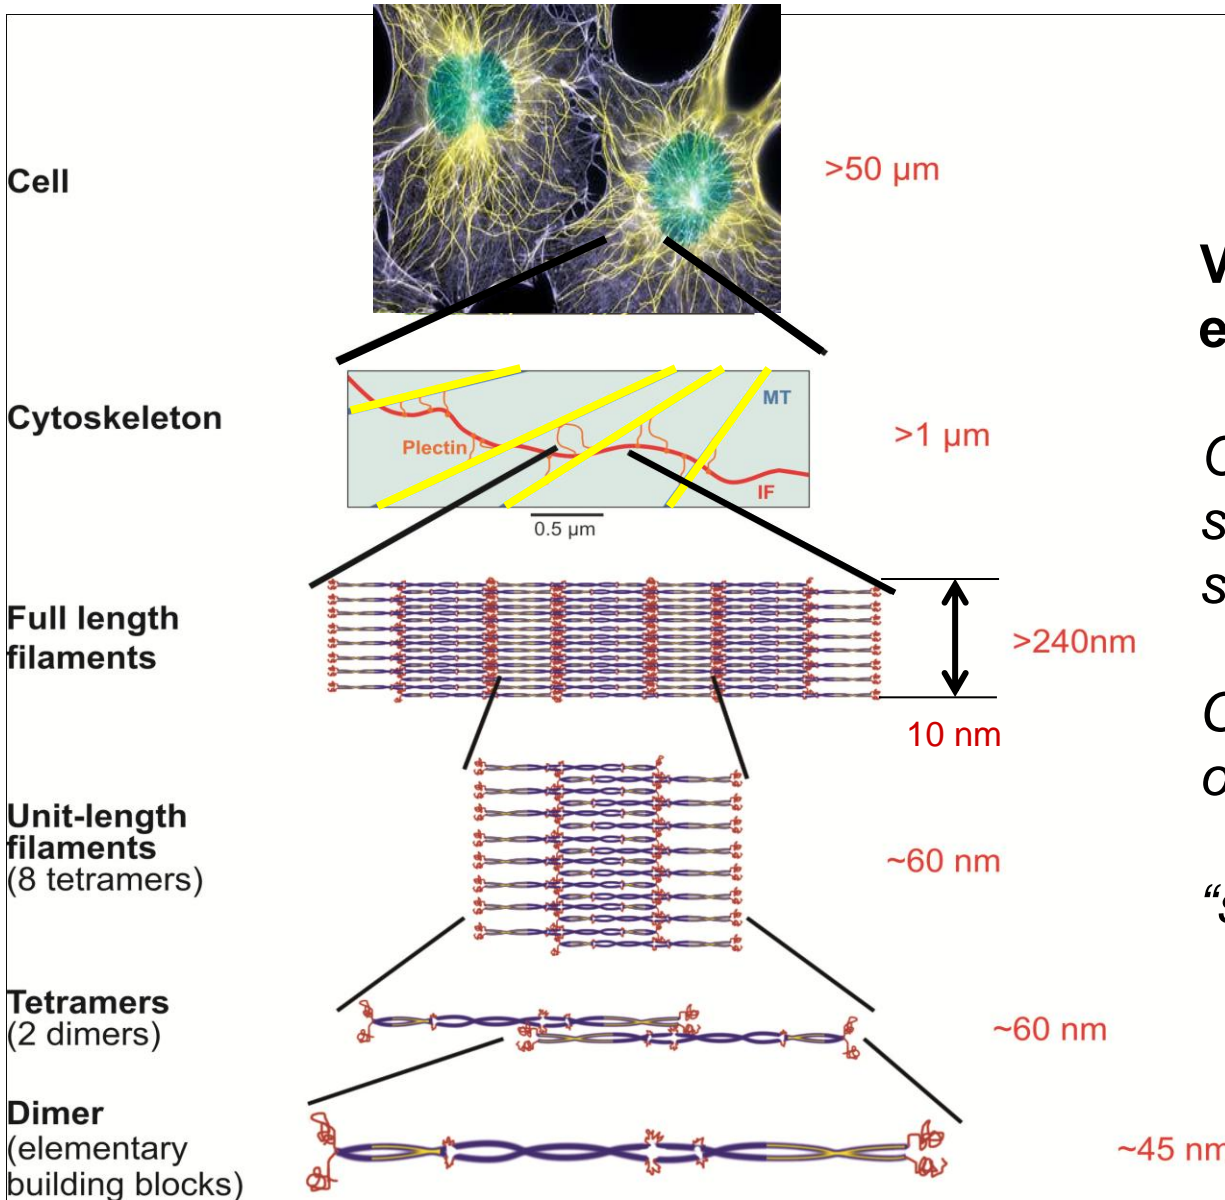 Cell
>50 µm
Cytoskeleton
Plectin
MT
IF
>1 µm
0.5 µm
Full length
filaments
>240nm
10 nm
Unit-length
filaments
(8 tetramers)
~60 nm
Tetramers
(2 dimers)
~60 nm
Dimer
(elementary
building blocks)
~45 nm